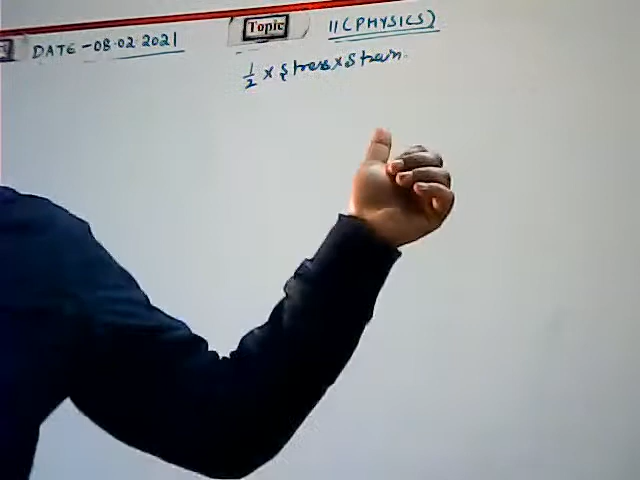 DATE - 08.02.2021
Topic
11 (PHYSICS)
1/2 × Stress × Strain